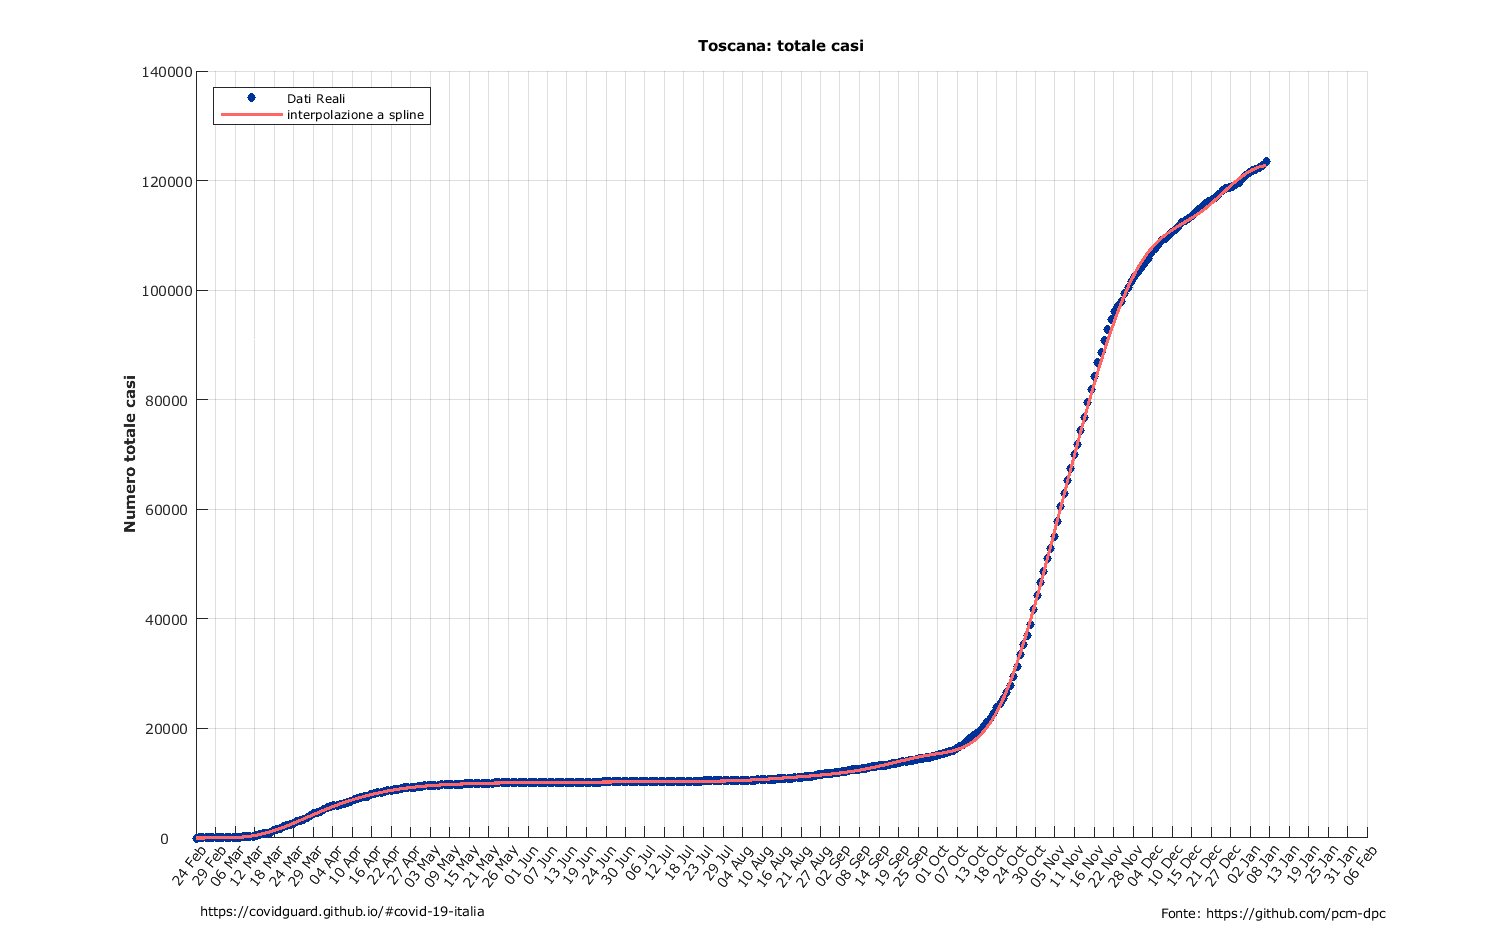 Toscana: totale casi
Dati Reali
interpolazione a spline
Numero totale casi
140000
120000
100000
80000
60000
40000
20000
0
24 Feb
29 Feb
06 Mar
12 Mar
18 Mar
24 Mar
29 Mar
04 Apr
10 Apr
16 Apr
22 Apr
27 Apr
03 May
09 May
15 May
21 May
26 May
01 Jun
07 Jun
13 Jun
19 Jun
24 Jun
30 Jun
06 Jul
12 Jul
18 Jul
23 Jul
29 Jul
04 Aug
10 Aug
16 Aug
21 Aug
27 Aug
02 Sep
08 Sep
14 Sep
19 Sep
25 Sep
01 Oct
07 Oct
13 Oct
18 Oct
24 Oct
30 Oct
05 Nov
11 Nov
16 Nov
22 Nov
28 Nov
04 Dec
10 Dec
15 Dec
21 Dec
27 Dec
02 Jan
08 Jan
13 Jan
19 Jan
25 Jan
31 Jan
06 Feb
https://covidguard.github.io/#covid-19-italia
Fonte: https://github.com/pcm-dpc